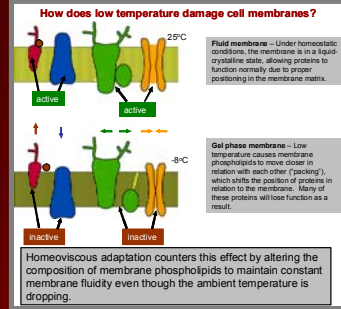 How does low temperature damage cell membranes?
25ºC
Fluid membrane – Under homeostatic
conditions, the membrane is in a liquid-
crystalline state, allowing proteins to
function normally due to proper
positioning in the membrane matrix.
active
active
-8ºC
Gel phase membrane – Low
temperature causes membrane
phospholipids to move closer in
relation with each other ("packing"),
which shifts the position of proteins in
relation to the membrane. Many of
these proteins will lose function as a
result.
inactive
inactive
Homeoviscous adaptation counters this effect by altering the
composition of membrane phospholipids to maintain constant
membrane fluidity even though the ambient temperature is
dropping.